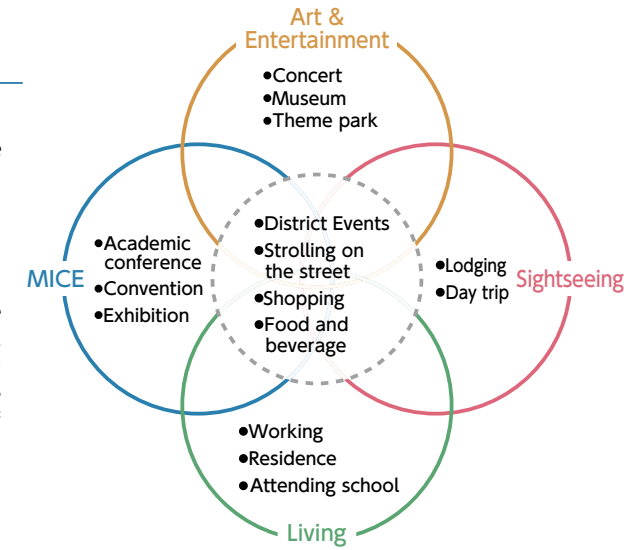 Art &
Entertainment
•Concert
•Museum
•Theme park
MICE
•Academic
conference
•Convention
•Exhibition
•District Events
•Strolling on
the street
•Shopping
•Food and
beverage
•Lodging
•Day trip
Sightseeing
•Working
•Residence
•Attending school
Living